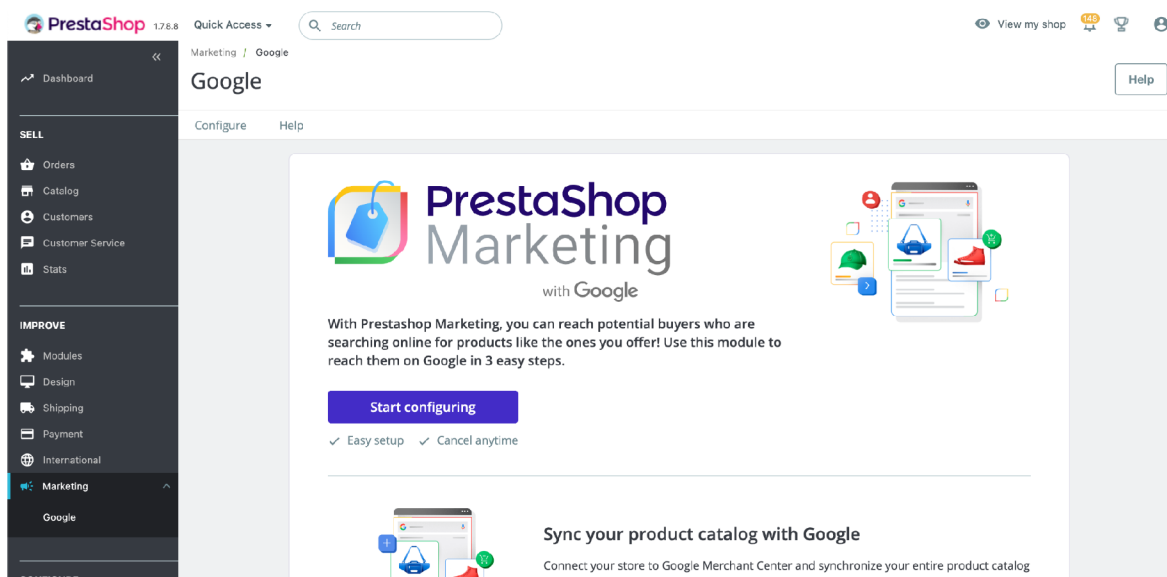 PrestaShop 1.7.8.8 Quick Access Search View my shop 146
Marketing / Google
Google
Help
Configure Help
Dashboard
SELL
Orders
Catalog
Customers
Customer Service
Stats
IMPROVE
Modules
Design
Shipping
Payment
International
Marketing
Google
PrestaShop
Marketing
with Google
With Prestashop Marketing, you can reach potential buyers who are
searching online for products like the ones you offer! Use this module to
reach them on Google in 3 easy steps.
Start configuring
Easy setup Cancel anytime
Sync your product catalog with Google
Connect your store to Google Merchant Center and synchronize your entire product catalog